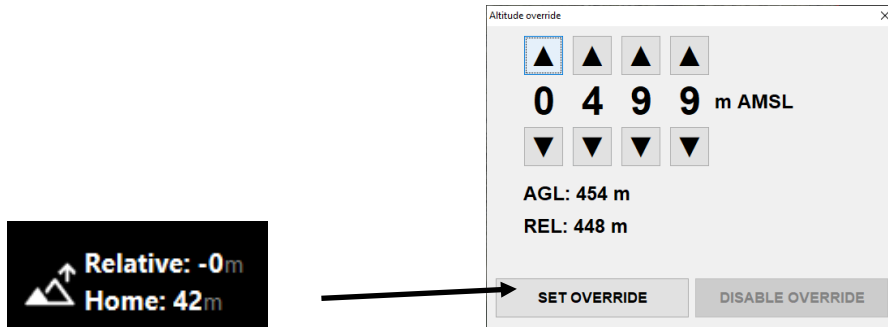 Altitude override
0 4 9 9 m AMSL
AGL: 454 m
REL: 448 m
Relative: -0m
Home: 42m
SET OVERRIDE
DISABLE OVERRIDE